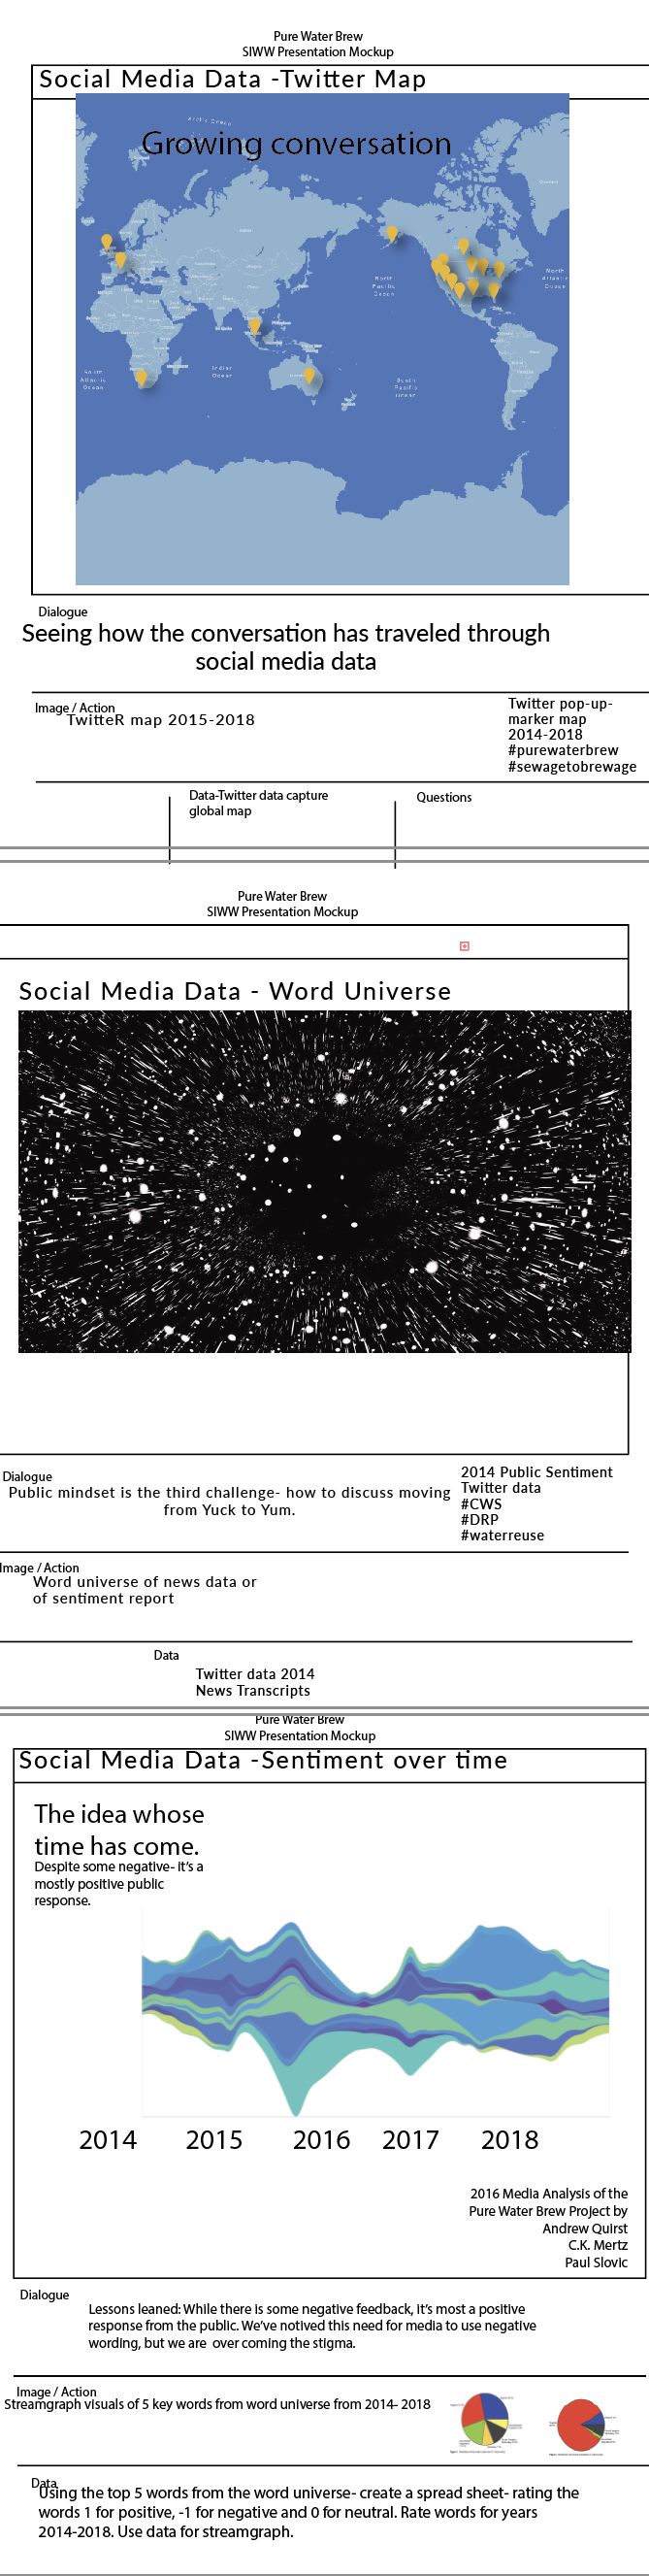 Pure Water Brew
SIWW Presentation Mockup
Social Media Data -Twitter Map
Growing conversation
Arctic Ocean
North
Pacific
Ocean
North
Atlantic
Ocean
Indian
Ocean
South
Atlantic
Ocean
South
Pacific
Ocean
Dialogue
Seeing how the conversation has traveled through
social media data
Image / Action
TwitteR map 2015-2018
Twitter pop-up-
marker map
2014-2018
#purewaterbrew
#sewagetobrewage
Data-Twitter data capture
global map
Questions
Pure Water Brew
SIWW Presentation Mockup
Social Media Data - Word Universe
Dialogue
Public mindset is the third challenge- how to discuss moving
from Yuck to Yum.
2014 Public Sentiment
Twitter data
#CWS
#DRP
#waterreuse
Image / Action
Word universe of news data or
of sentiment report
Data
Twitter data 2014
News Transcripts
Pure Water Brew
SIWW Presentation Mockup
Social Media Data -Sentiment over time
The idea whose
time has come.
Despite some negative- it's a
mostly positive public
response.
2014 2015 2016 2017 2018
2016 Media Analysis of the
Pure Water Brew Project by
Andrew Quirst
C.K. Mertz
Paul Slovic
Dialogue
Lessons leaned: While there is some negative feedback, it's most a positive
response from the public. We've notived this need for media to use negative
wording, but we are over coming the stigma.
Image / Action
Streamgraph visuals of 5 key words from word universe from 2014- 2018
Data
Using the top 5 words from the word universe- create a spread sheet- rating the
words 1 for positive, -1 for negative and 0 for neutral. Rate words for years
2014-2018. Use data for streamgraph.